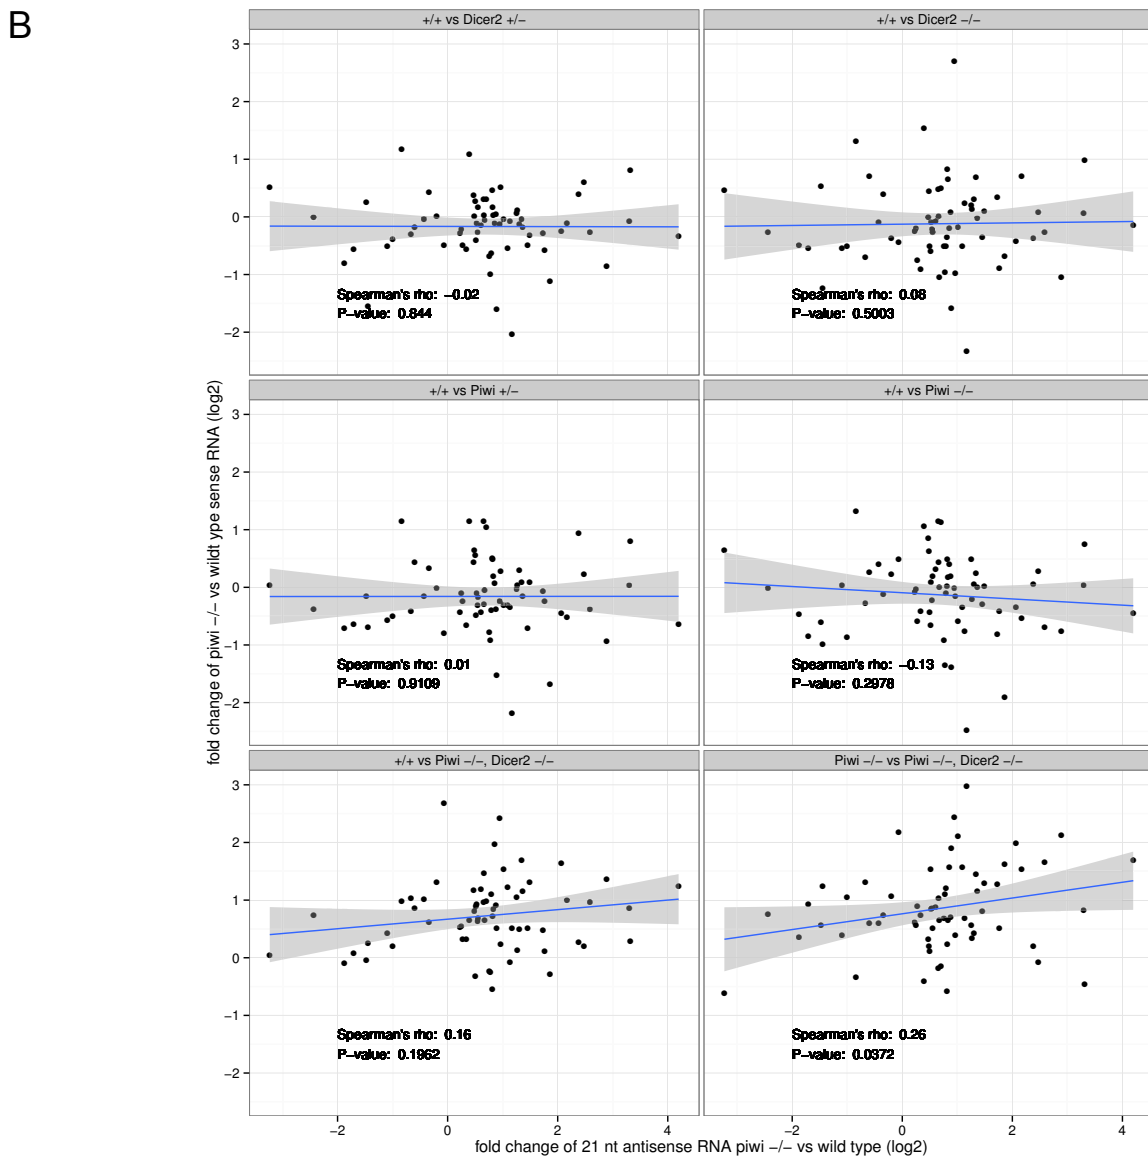 B
+/+ vs Dicer2 +/−
+/+ vs Dicer2 −/−
3
2
1
0
−1
−2
Spearman's rho: −0.02
P−value: 0.844
Spearman's rho: 0.08
P−value: 0.5003
+/+ vs Piwi +/−
+/+ vs Piwi −/−
3
2
1
0
−1
−2
Spearman's rho: 0.01
P−value: 0.9109
Spearman's rho: −0.13
P−value: 0.2978
fold change of piwi −/− vs wildt ype sense RNA (log2)
+/+ vs Piwi −/−, Dicer2 −/−
Piwi −/− vs Piwi −/−, Dicer2 −/−
3
2
1
0
−1
−2
Spearman's rho: 0.16
P−value: 0.1962
Spearman's rho: 0.26
P−value: 0.0372
−2 0 2 4
−2 0 2 4
fold change of 21 nt antisense RNA piwi −/− vs wild type (log2)